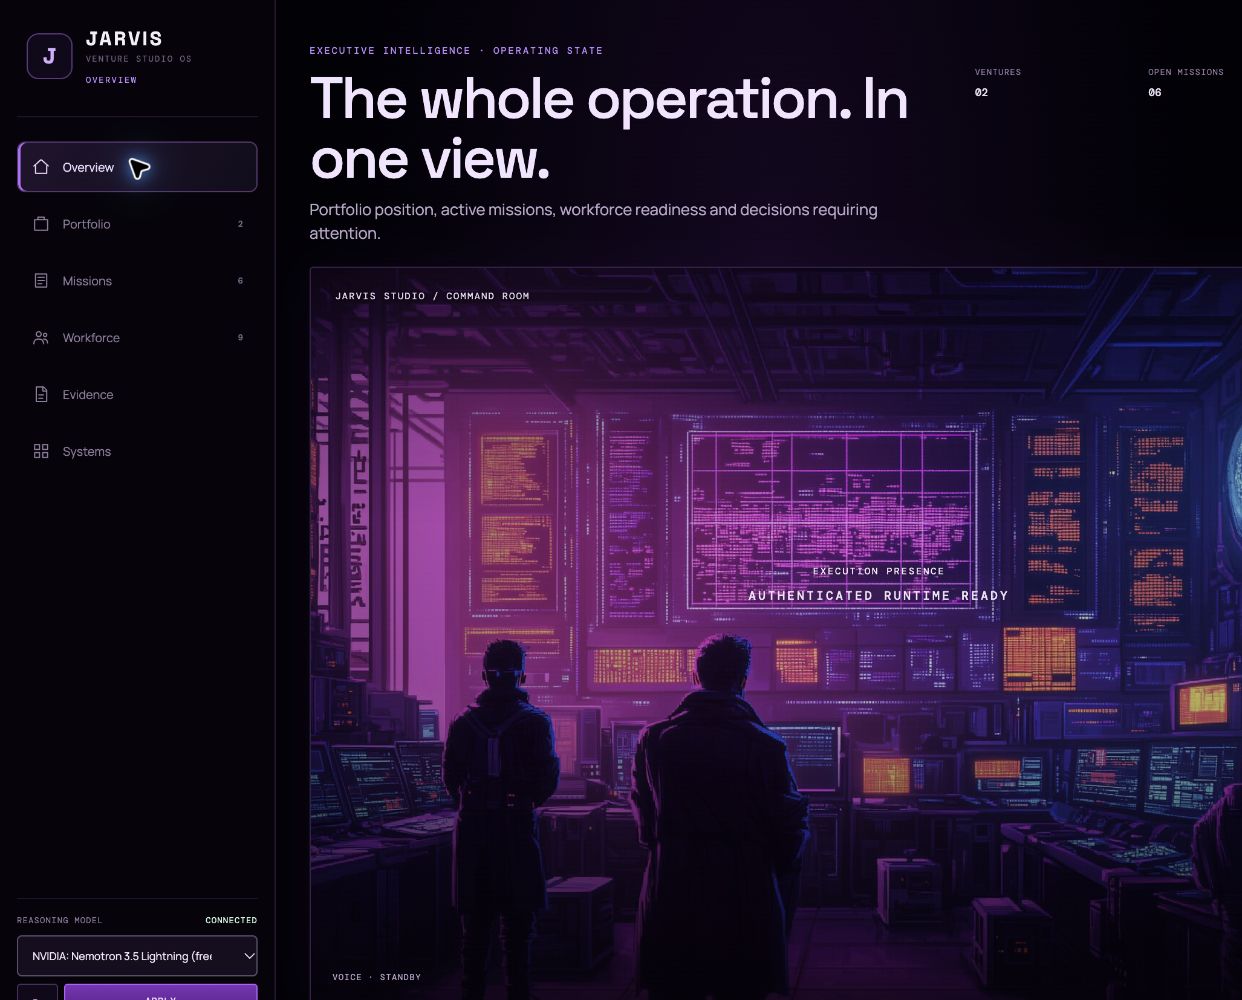 J
JARVIS
VENTURE STUDIO OS
OVERVIEW
Overview
Portfolio
2
Missions
6
Workforce
9
Evidence
Systems
REASONING MODEL
CONNECTED
NVIDIA: Nemotron 3.5 Lightning (free
APPLY
EXECUTIVE INTELLIGENCE · OPERATING STATE
The whole operation. In
one view.
Portfolio position, active missions, workforce readiness and decisions requiring
attention.
VENTURES
02
OPEN MISSIONS
06
JARVIS STUDIO / COMMAND ROOM
EXECUTION PRESENCE
AUTHENTICATED RUNTIME READY
VOICE · STANDBY